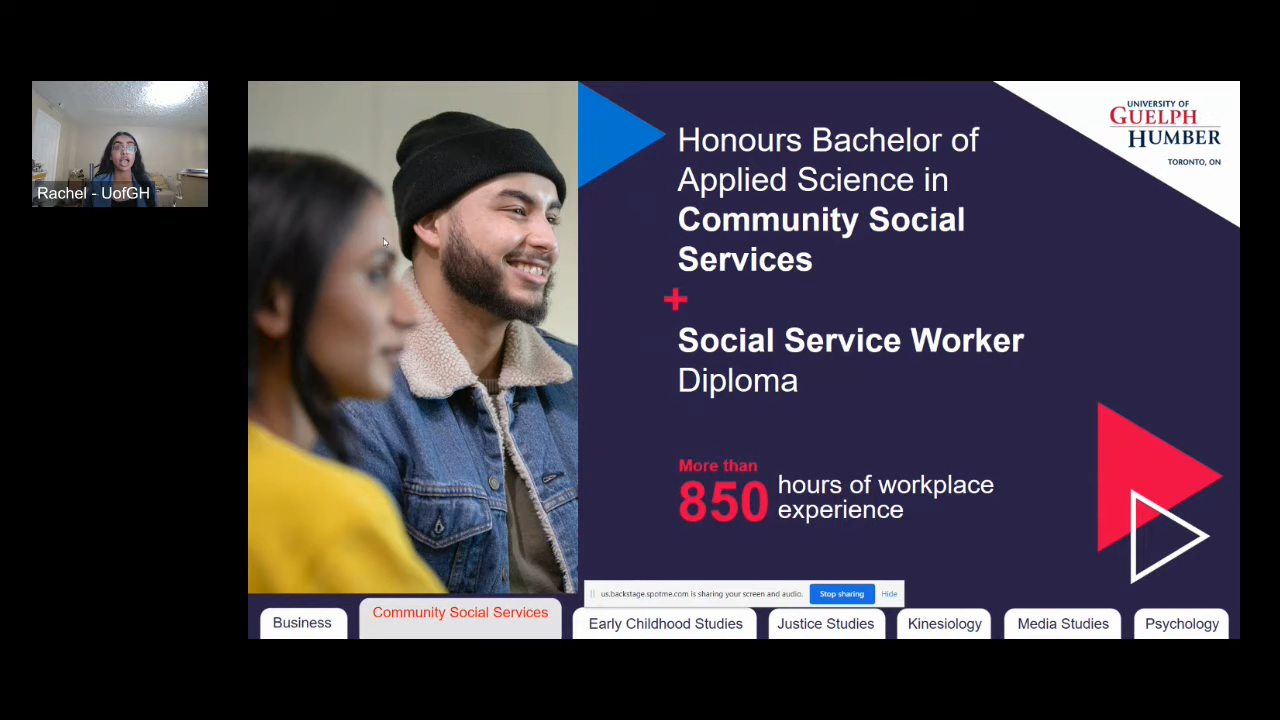 Rachel - UofGH
UNIVERSITY OF
GUELPH
HUMBER
TORONTO, ON
Honours Bachelor of
Applied Science in
Community Social
Services
+
Social Service Worker
Diploma
More than
850
hours of workplace
experience
us.backstage.spotme.com is sharing your screen and audio.
Stop sharing
Hide
Business
Community Social Services
Early Childhood Studies
Justice Studies
Kinesiology
Media Studies
Psychology